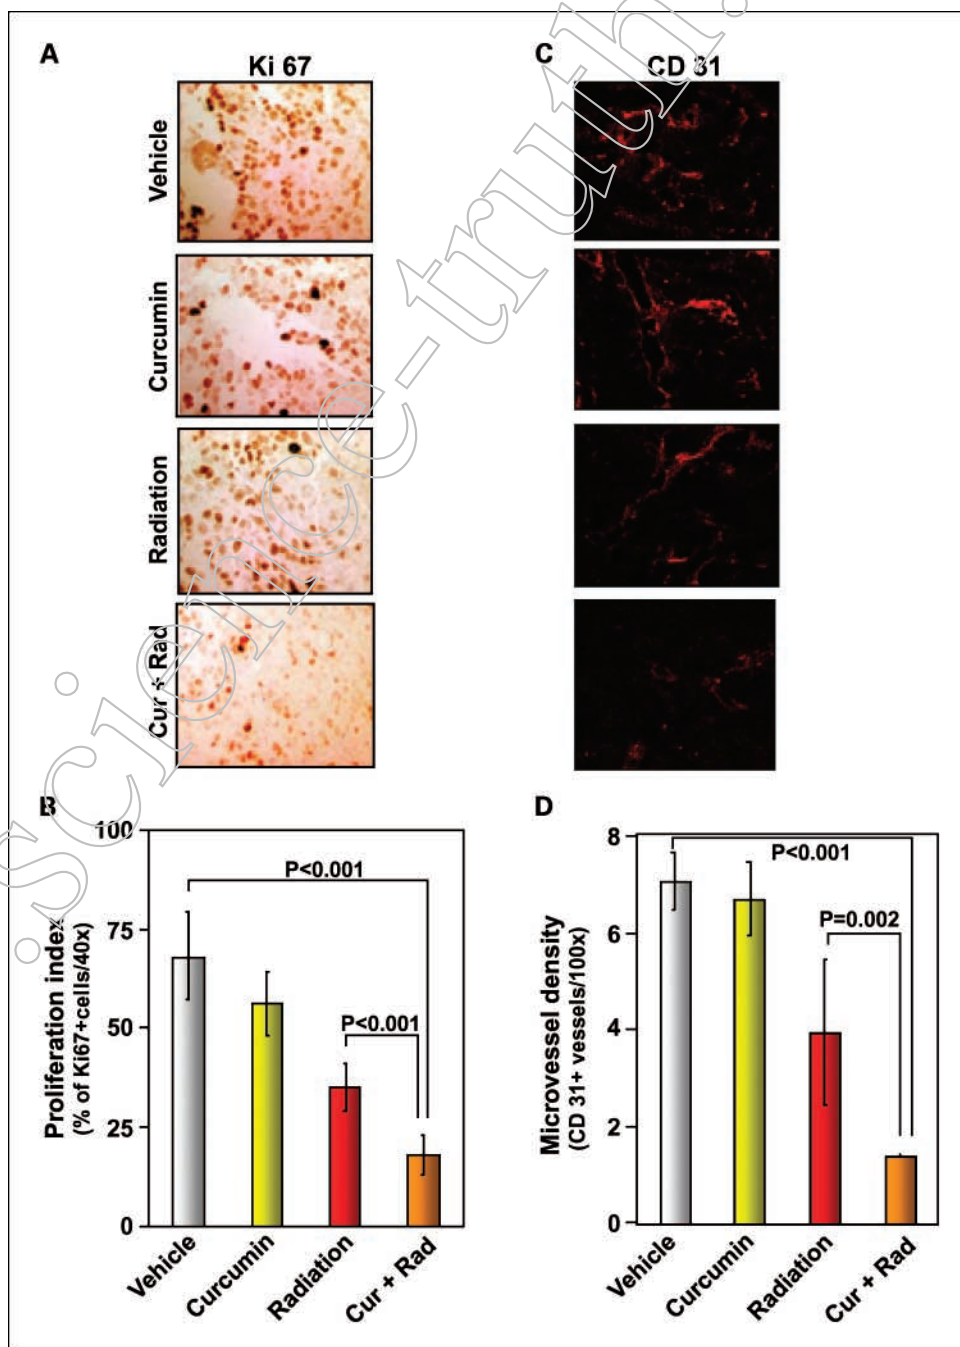 A
Ki 67
Vehicle
Curcumin
Radiation
Cur + Rad
C
CD 31
B
100
75
50
25
0
Proliferation index
(% of Ki67+cells/40x)
P<0.001
P<0.001
Vehicle
Curcumin
Radiation
Cur + Rad
D
8
6
4
2
0
Microvessel density
(CD 31+ vessels/100x)
P<0.001
P=0.002
Vehicle
Curcumin
Radiation
Cur + Rad
.science-truth.